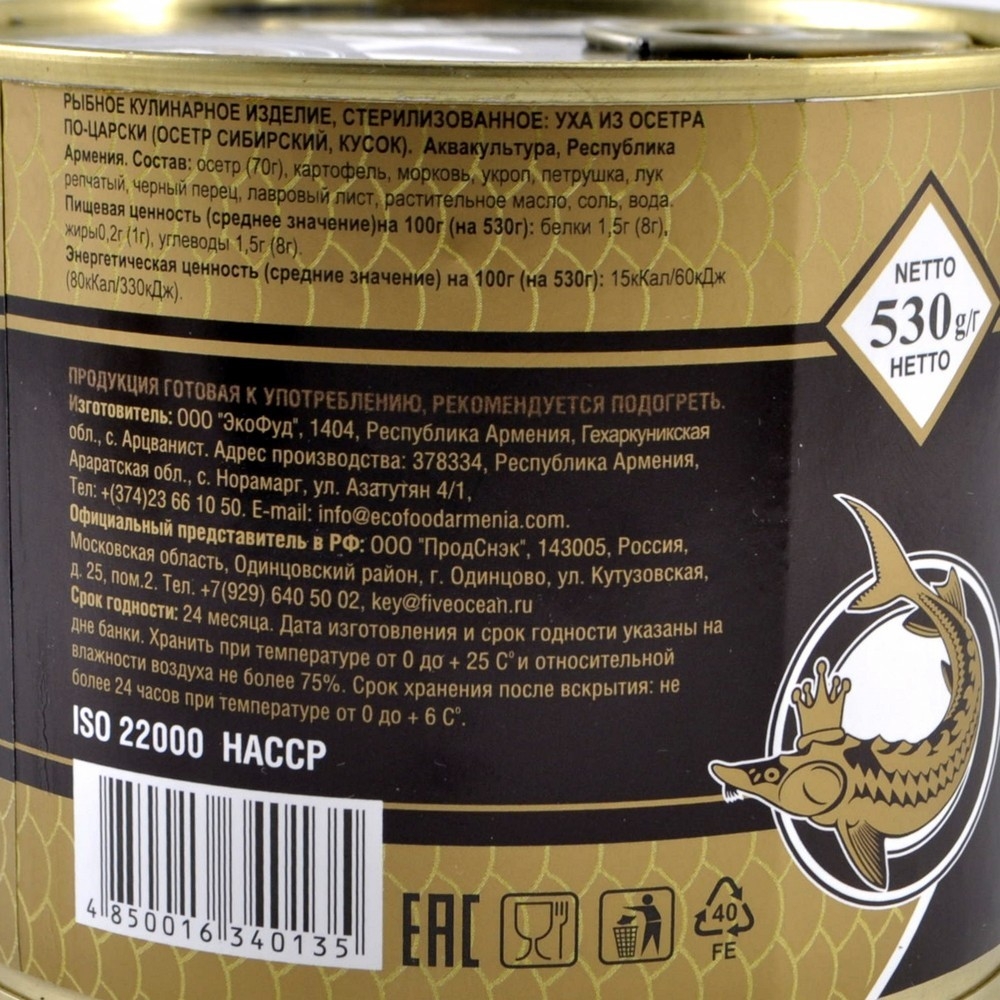 РЫБНОЕ КУЛИНАРНОЕ ИЗДЕЛИЕ, СТЕРИЛИЗОВАННОЕ: УХА ИЗ ОСЕТРА
ПО-ЦАРСКИ (ОСЕТР СИБИРСКИЙ, КУСОК). Аквакультура, Республика
Армения. Состав: осетр (70г), картофель, морковь, укроп, петрушка, лук
репчатый, черный перец, лавровый лист, растительное масло, соль, вода.
Пищевая ценность (среднее значение)на 100г (на 530г): белки 1,5г (8г),
жиры0,2г (1г), углеводы 1,5г (8г).
Энергетическая ценность (средние значение) на 100г (на 530г): 15кКал/60кДж
(80кКал/330кДж).
NETTO
530g/г
НЕТТО
ПРОДУКЦИЯ ГОТОВАЯ К УПОТРЕБЛЕНИЮ, РЕКОМЕНДУЕТСЯ ПОДОГРЕТЬ.
Изготовитель: ООО "ЭкоФуд", 1404, Республика Армения, Гехаркуникская
обл., с. Арцванист. Адрес производства: 378334, Республика Армения,
Араратская обл., с. Норамарг, ул. Азатутян 4/1,
Тел: +(374)23 66 10 50. E-mail: info@ecofoodarmenia.com.
Официальный представитель в РФ: ООО "ПродСнэк", 143005, Россия,
Московская область, Одинцовский район, г. Одинцово, ул. Кутузовская,
д. 25, пом.2. Тел. +7(929) 640 50 02, key@fiveocean.ru
Срок годности: 24 месяца. Дата изготовления и срок годности указаны на
дне банки. Хранить при температуре от 0 до + 25 С° и относительной
влажности воздуха не более 75%. Срок хранения после вскрытия: не
более 24 часов при температуре от 0 до + 6 С°.
ISO 22000 HACCP
4 850016 340135
EAC
40
FE